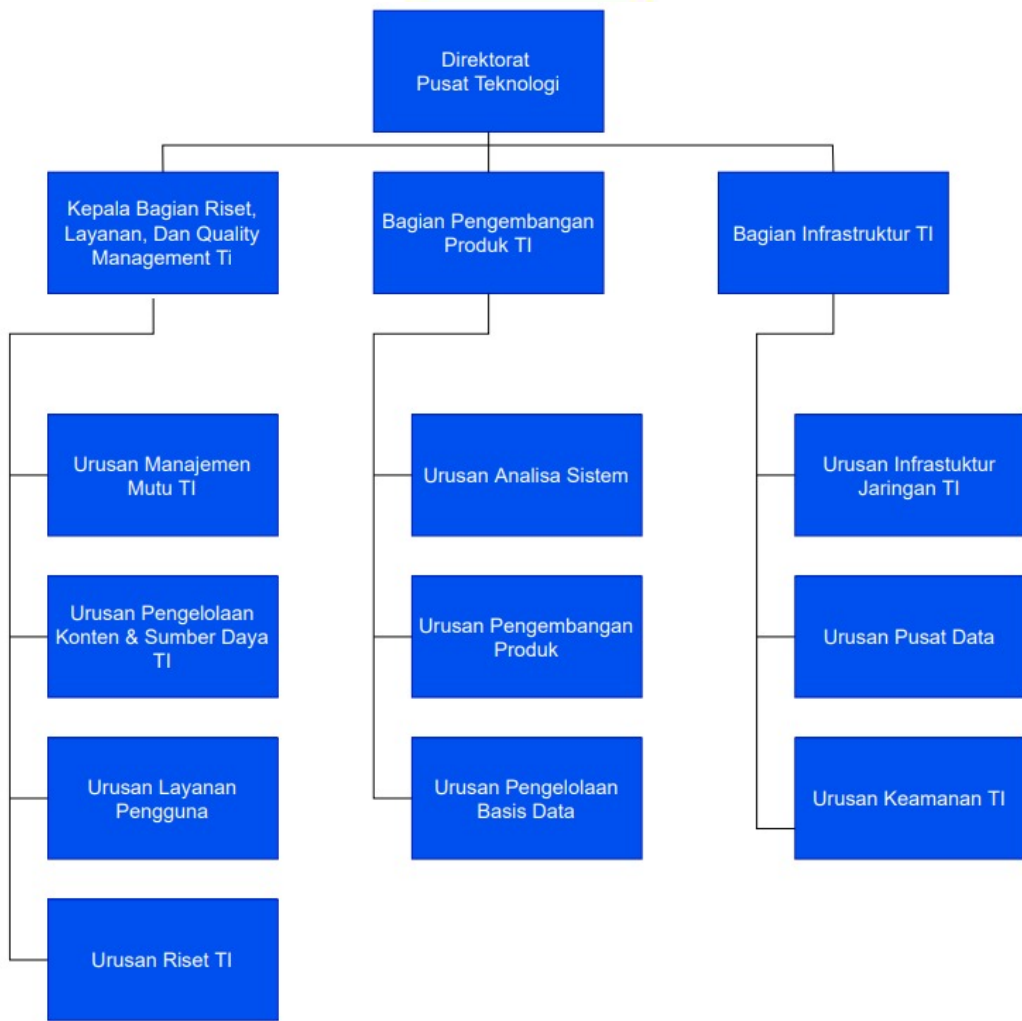 Direktorat
Pusat Teknologi
Kepala Bagian Riset,
Layanan, Dan Quality
Management Ti
Bagian Pengembangan
Produk TI
Bagian Infrastruktur TI
Urusan Manajemen
Mutu TI
Urusan Analisa Sistem
Urusan Infrastuktur
Jaringan TI
Urusan Pengelolaan
Konten & Sumber Daya
TI
Urusan Pengembangan
Produk
Urusan Pusat Data
Urusan Layanan
Pengguna
Urusan Pengelolaan
Basis Data
Urusan Keamanan TI
Urusan Riset TI